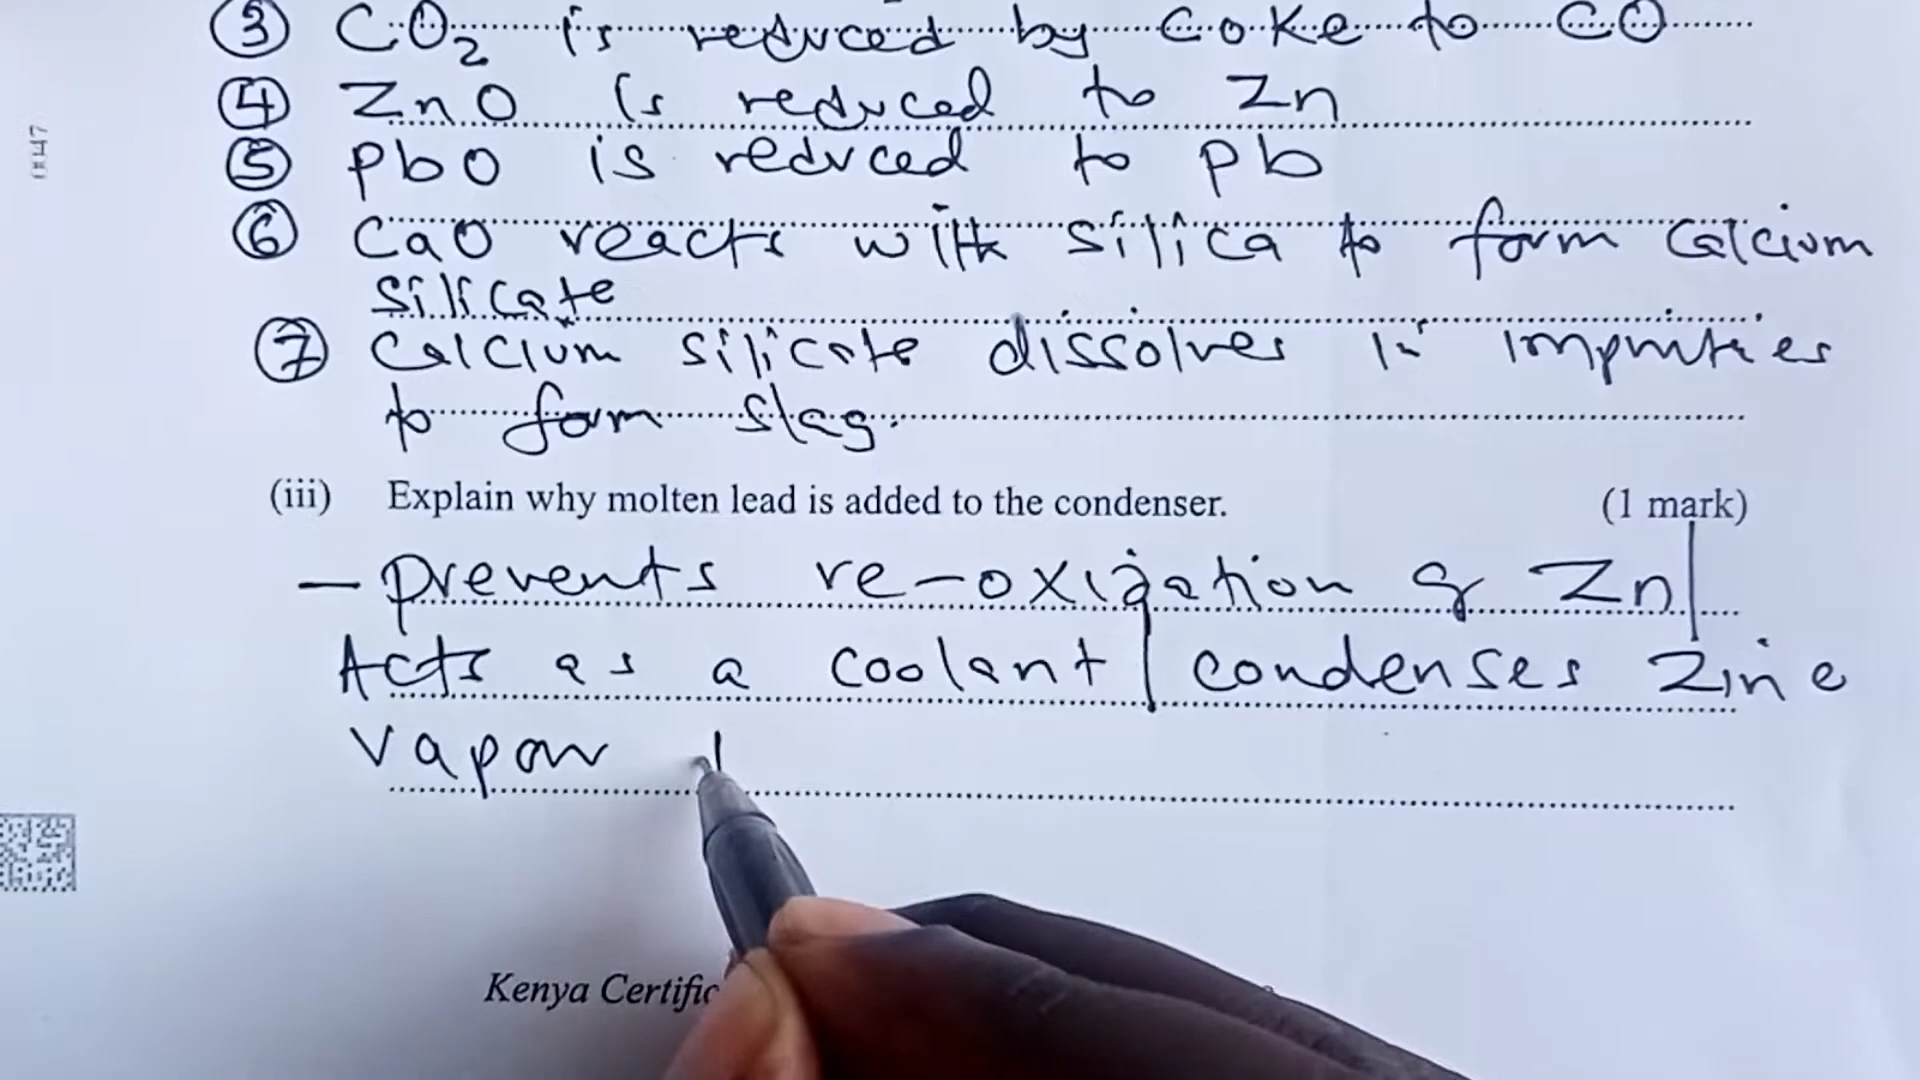 ③ CO₂ is reduced by coke to CO
④ ZnO is reduced to Zn
⑤ PbO is reduced to Pb
⑥ CaO reacts with silica to form Calcium
silicate
⑦ Calcium silicate dissolves in impurities
to form slag.
(iii) Explain why molten lead is added to the condenser. (1 mark)
- Prevents re-oxidation of Zn |
Acts as a coolant | condenses zinc
vapour
Kenya Certific